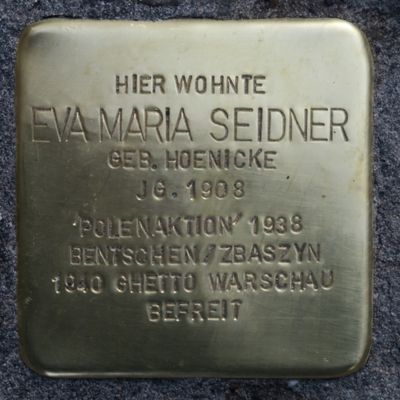 HIER WOHNTE
EVA MARIA SEIDNER
GEB. HOENICKE
JG. 1908
'POLENAKTION' 1938
BENTSCHEN/ZBASZYN
1940 GHETTO WARSCHAU
BEFREIT